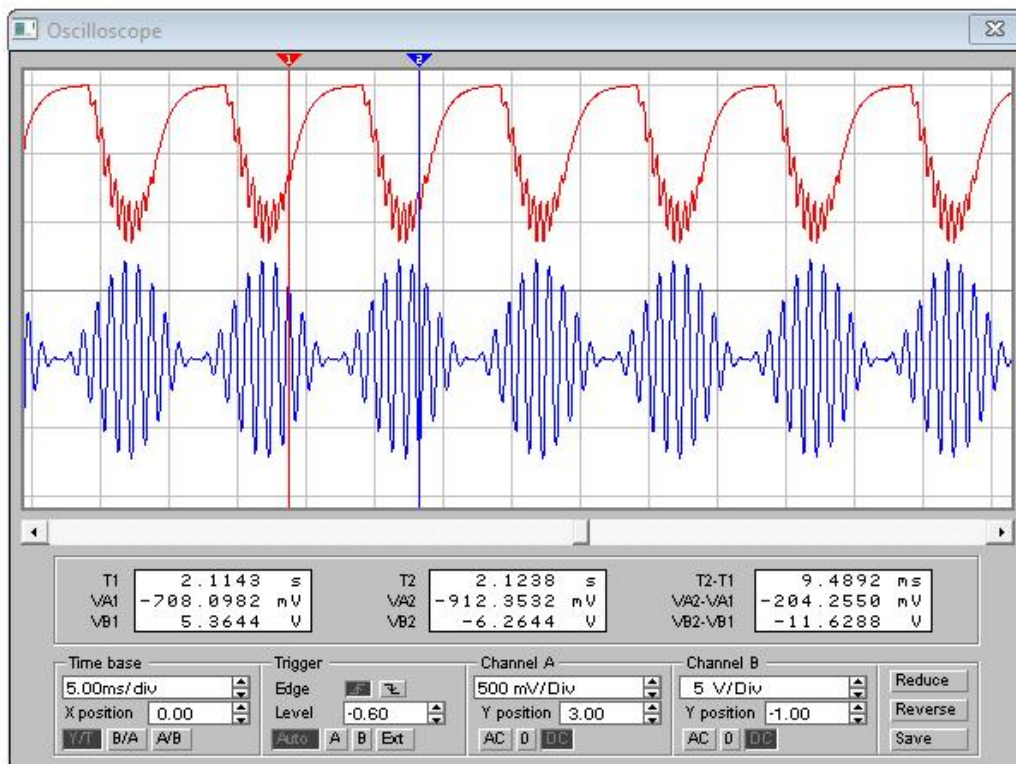 Oscilloscope
1 2
T1 2.1143 s T2 2.1238 s T2-T1 9.4892 ms
VA1 -708.0982 mV VA2 -912.3532 mV VA2-VA1 -204.2550 mV
VB1 5.3644 V VB2 -6.2644 V VB2-VB1 -11.6288 V
Time base Trigger Channel A Channel B
5.00ms/div Edge 500 mV/Div 5 V/Div Reduce
X position 0.00 Level -0.60 Y position 3.00 Y position -1.00 Reverse
Y/T B/A A/B Auto A B Ext AC 0 DC AC 0 DC Save